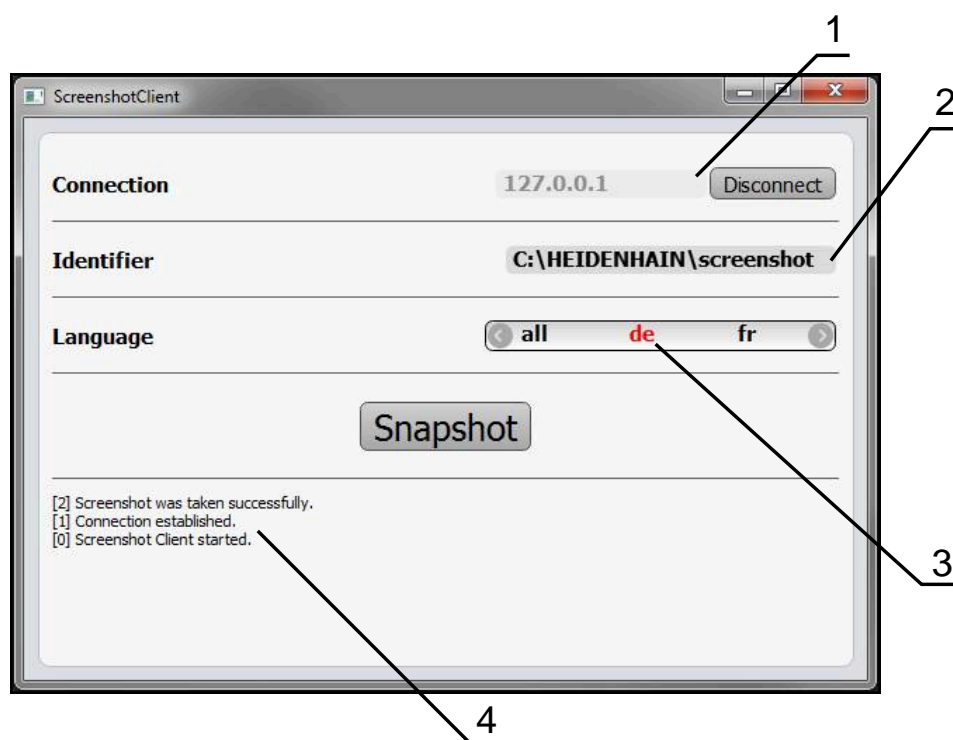 1
ScreenshotClient
2
Connection 127.0.0.1 Disconnect
Identifier C:\HEIDENHAIN\screenshot
Language all de fr
Snapshot
[2] Screenshot was taken successfully.
[1] Connection established.
[0] Screenshot Client started.
3
4